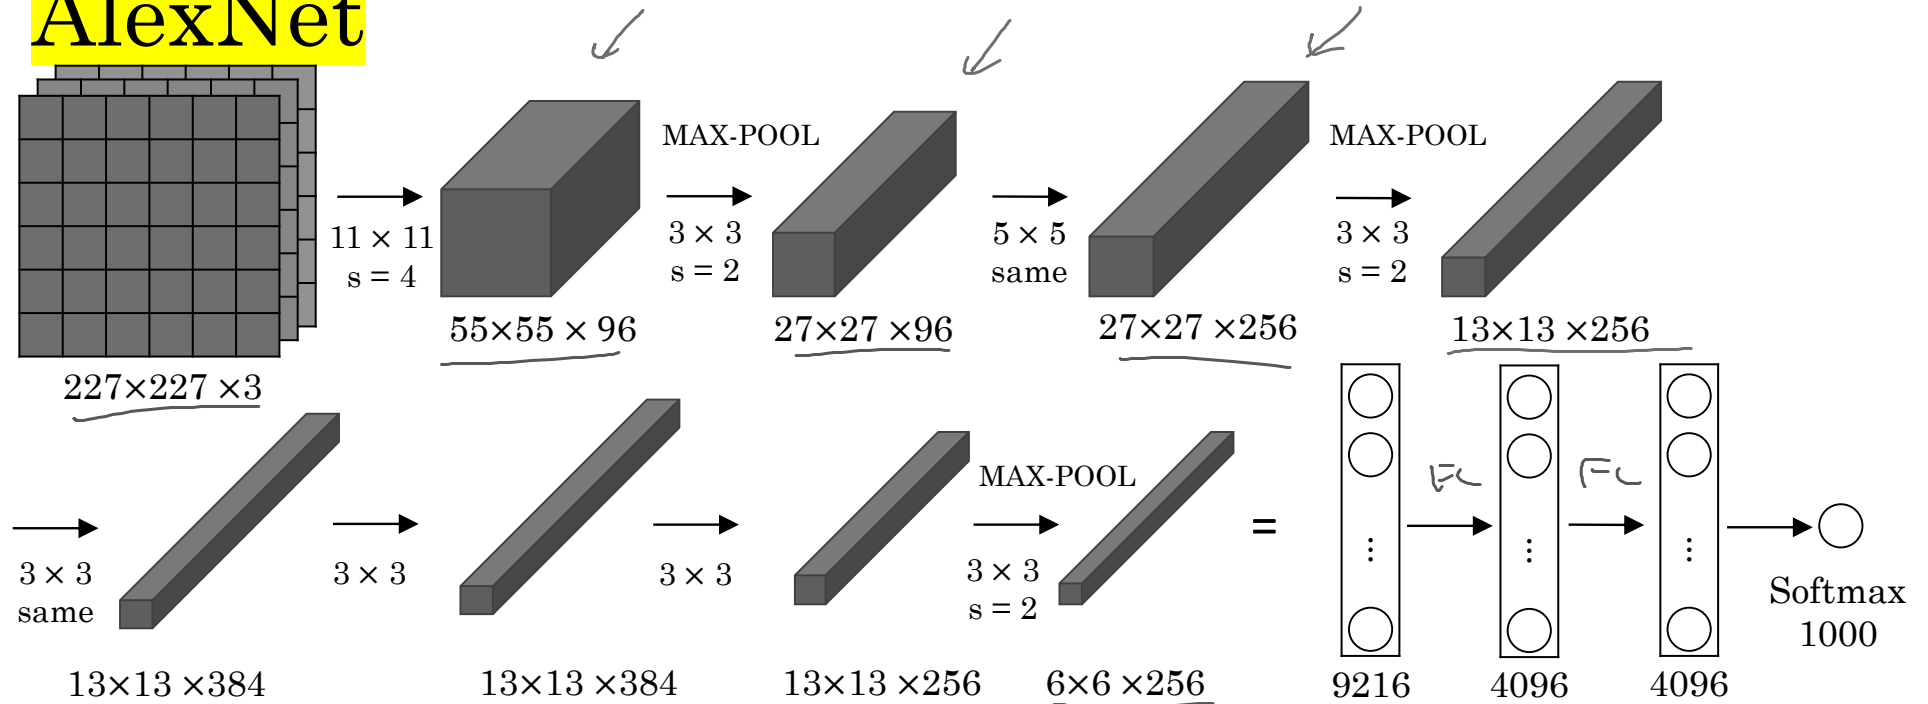 AlexNet
11 × 11
s = 4
55×55 × 96
MAX-POOL
3 × 3
s = 2
27×27 ×96
5 × 5
same
27×27 ×256
MAX-POOL
3 × 3
s = 2
13×13 ×256
227×227 ×3
3 × 3
same
13×13 ×384
3 × 3
13×13 ×384
3 × 3
13×13 ×256
MAX-POOL
3 × 3
s = 2
6×6 ×256
=
⋮
9216
FC
⋮
4096
FC
⋮
4096
Softmax
1000